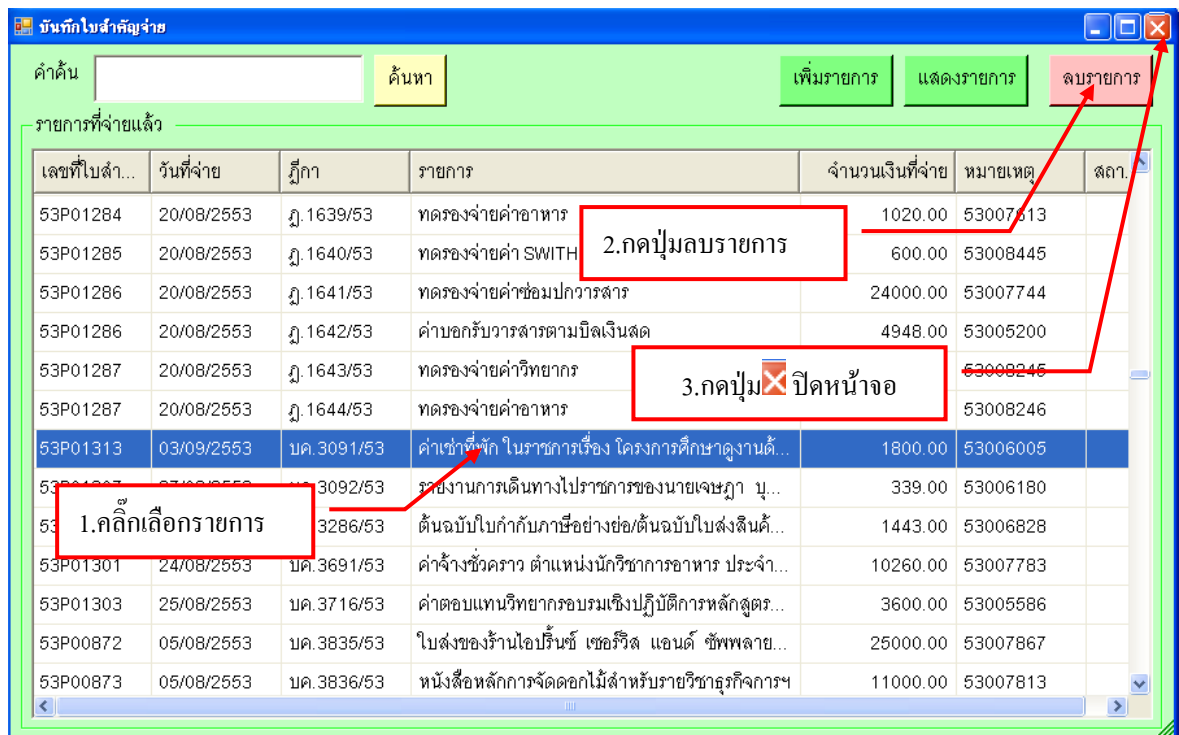 บันทึกใบสำคัญจ่าย
คำค้น ค้นหา เพิ่มรายการ แสดงรายการ ลบรายการ
รายการที่จ่ายแล้ว
เลขที่ใบสำ... วันที่จ่าย ฎีกา รายการ จำนวนเงินที่จ่าย หมายเหตุ สถา.
53P01284 20/08/2553 ฎ.1639/53 ทดรองจ่ายค่าอาหาร 1020.00 53007613
53P01285 20/08/2553 ฎ.1640/53 ทดรองจ่ายค่า SWITH 600.00 53008445
2.กดปุ่มลบรายการ
53P01286 20/08/2553 ฎ.1641/53 ทดรองจ่ายค่าซ่อมปกวารสาร 24000.00 53007744
53P01286 20/08/2553 ฎ.1642/53 ค่าบอกรับวารสารตามบิลเงินสด 4948.00 53005200
53P01287 20/08/2553 ฎ.1643/53 ทดรองจ่ายค่าวิทยากร 53008245
3.กดปุ่ม ปิดหน้าจอ
53P01287 20/08/2553 ฎ.1644/53 ทดรองจ่ายค่าอาหาร 53008246
53P01313 03/09/2553 บค.3091/53 ค่าเช่าที่พัก ในราชการเรื่อง โครงการศึกษาดูงานด้... 1800.00 53006005
3092/53 รายงานการเดินทางไปราชการของนายเจษฎา บุ... 339.00 53006180
1.คลิ๊กเลือกรายการ
3286/53 ต้นฉบับใบกำกับภาษีอย่างย่อ/ต้นฉบับใบส่งสินค้... 1443.00 53006828
53P01301 24/08/2553 บค.3691/53 ค่าจ้างชั่วคราว ตำแหน่งนักวิชาการอาหาร ประจำ... 10260.00 53007783
53P01303 25/08/2553 บค.3716/53 ค่าตอบแทนวิทยากรอบรมเชิงปฏิบัติการหลักสูตร... 3600.00 53005586
53P00872 05/08/2553 บค.3835/53 ใบส่งของร้านไอปริ้นซ์ เซอร์วิส แอนด์ ซัพพลาย... 25000.00 53007867
53P00873 05/08/2553 บค.3836/53 หนังสือหลักการจัดดอกไม้สำหรับรายวิชาธุรกิจการฯ 11000.00 53007813